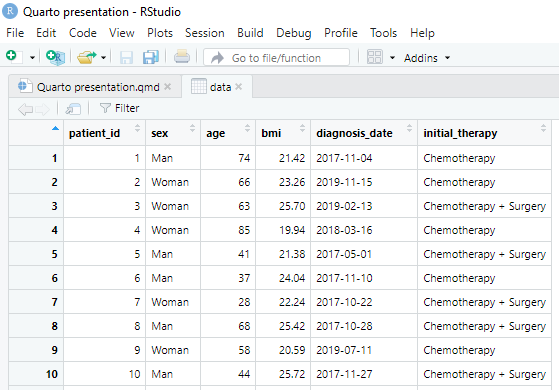 Quarto presentation - RStudio
File Edit Code View Plots Session Build Debug Profile Tools Help
Go to file/function Addins
Quarto presentation.qmd data
Filter
patient_id sex age bmi diagnosis_date initial_therapy
1 1 Man 74 21.42 2017-11-04 Chemotherapy
2 2 Woman 66 23.26 2019-11-15 Chemotherapy
3 3 Woman 63 25.70 2019-02-13 Chemotherapy + Surgery
4 4 Woman 85 19.94 2018-03-16 Chemotherapy
5 5 Man 41 21.38 2017-05-01 Chemotherapy + Surgery
6 6 Man 37 24.04 2017-11-10 Chemotherapy
7 7 Woman 28 22.24 2017-10-22 Chemotherapy + Surgery
8 8 Man 68 25.42 2017-10-28 Chemotherapy + Surgery
9 9 Woman 58 20.59 2019-07-11 Chemotherapy
10 10 Man 44 25.72 2017-11-27 Chemotherapy + Surgery